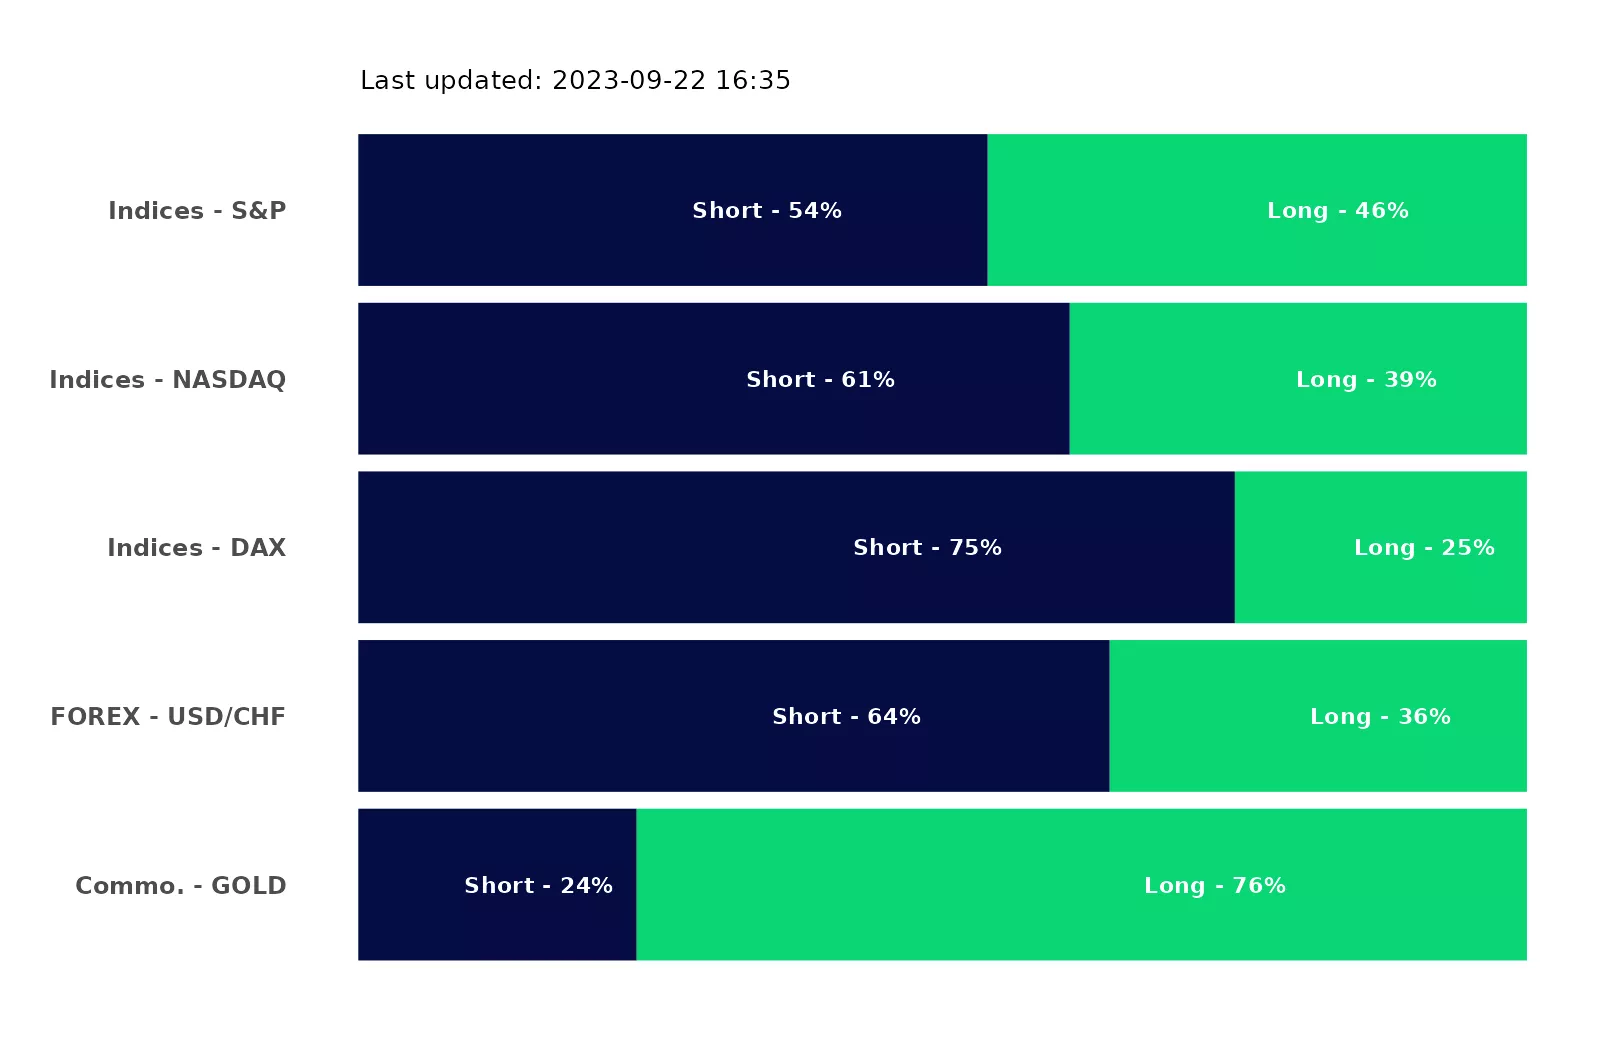 Last updated: 2023-09-22 16:35
Indices - S&P Short - 54% Long - 46%
Indices - NASDAQ Short - 61% Long - 39%
Indices - DAX Short - 75% Long - 25%
FOREX - USD/CHF Short - 64% Long - 36%
Commo. - GOLD Short - 24% Long - 76%